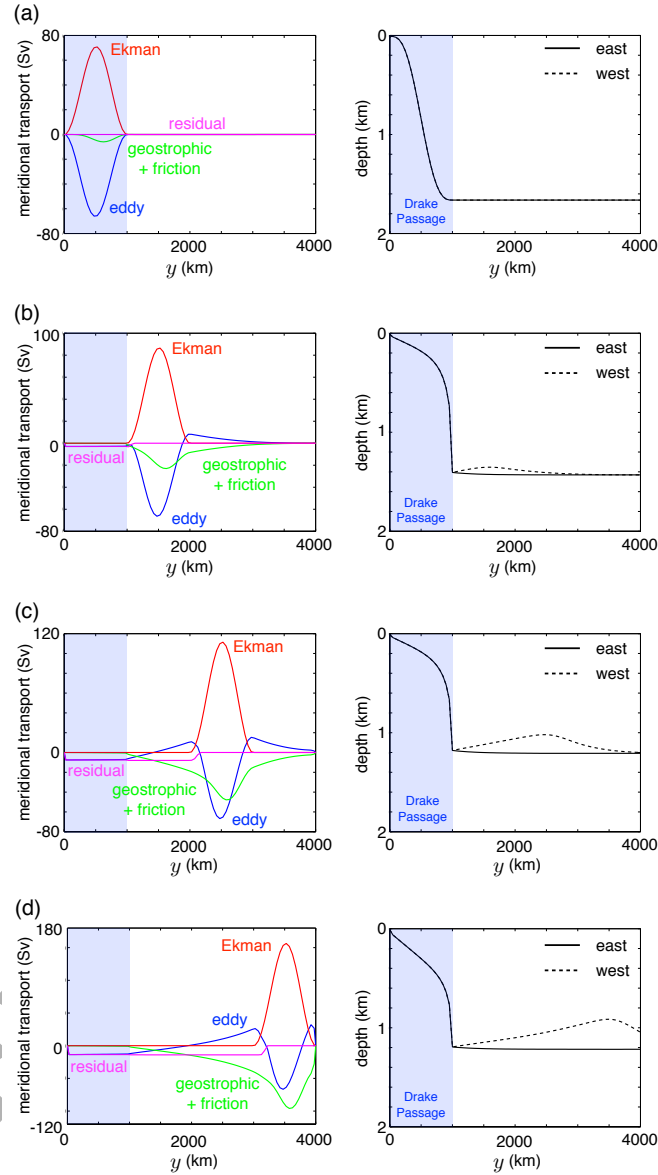 (a)
80
0
-80
meridional transport (Sv)
Ekman
residual
geostrophic
+ friction
eddy
0
2000
4000
y (km)
0
1
2
depth (km)
east
west
Drake
Passage
0
2000
4000
y (km)
(b)
100
0
-80
meridional transport (Sv)
Ekman
residual
geostrophic
+ friction
eddy
0
2000
4000
y (km)
0
1
2
depth (km)
east
west
Drake
Passage
0
2000
4000
y (km)
(c)
120
0
-80
meridional transport (Sv)
Ekman
residual
geostrophic
+ friction
eddy
0
2000
4000
y (km)
0
1
2
depth (km)
east
west
Drake
Passage
0
2000
4000
y (km)
(d)
180
0
-120
meridional transport (Sv)
Ekman
eddy
residual
geostrophic
+ friction
0
2000
4000
y (km)
0
1
2
depth (km)
east
west
Drake
Passage
0
2000
4000
y (km)